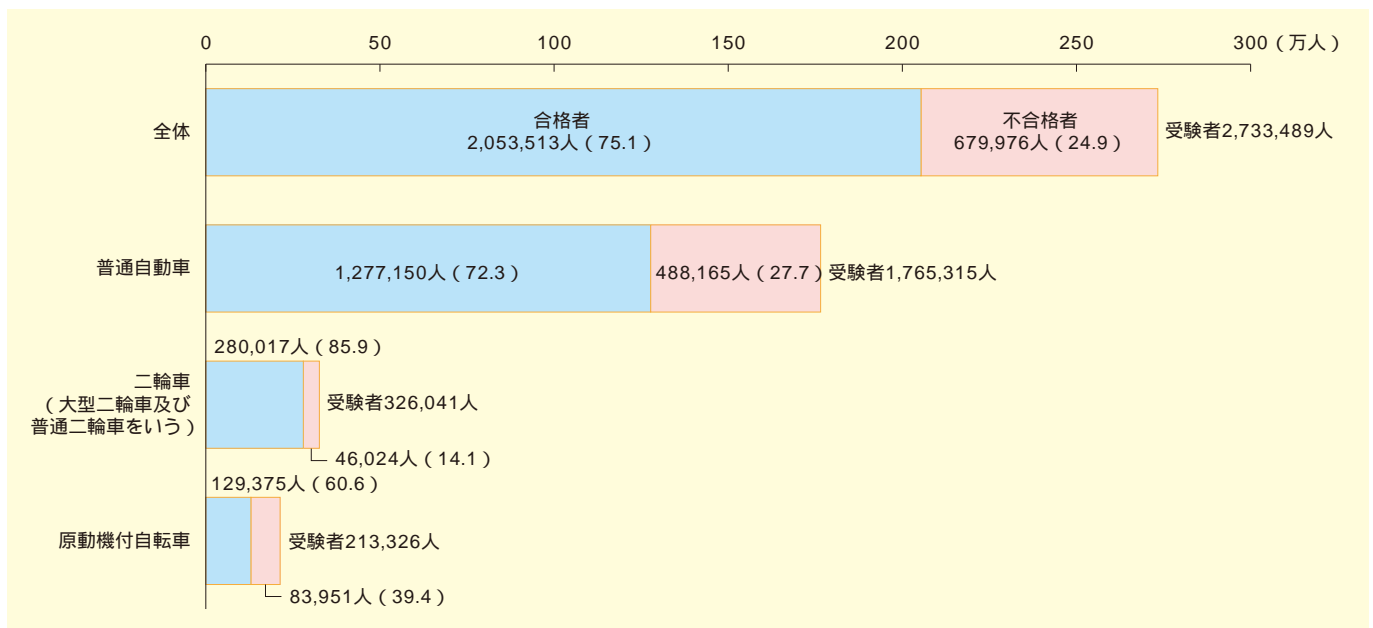 0 50 100 150 200 250 300(万人)
全体
合格者
2,053,513人(75.1)
不合格者
679,976人(24.9)
受験者2,733,489人
普通自動車
1,277,150人(72.3)
488,165人(27.7)
受験者1,765,315人
280,017人(85.9)
二輪車
(大型二輪車及び
普通二輪車をいう)
受験者326,041人
46,024人(14.1)
129,375人(60.6)
原動機付自転車
受験者213,326人
83,951人(39.4)